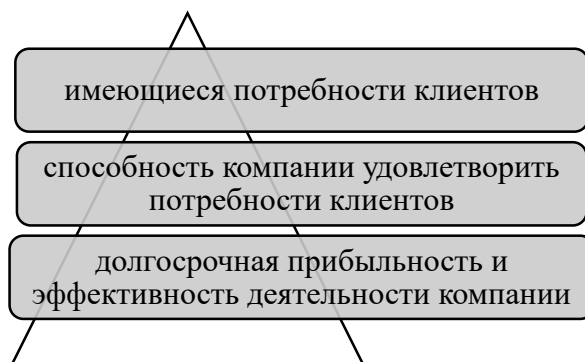 имеющиеся потребности клиентов
способность компании удовлетворить
потребности клиентов
долгосрочная прибыльность и
эффективность деятельности компании